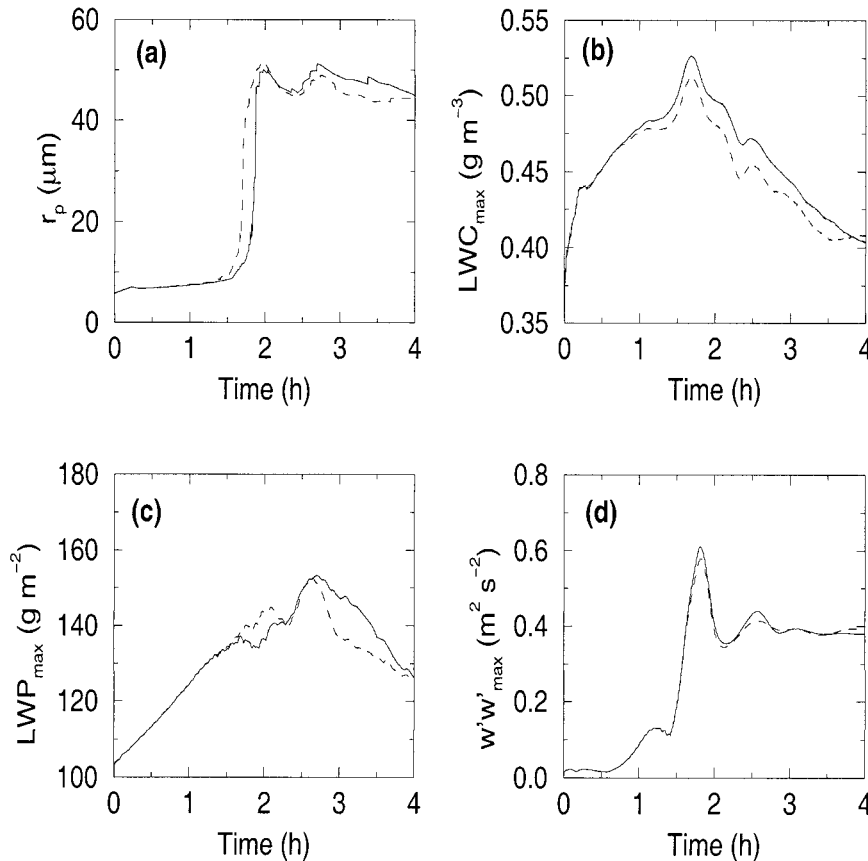 (a)
60
40
20
0
r_p (μm)
0 1 2 3 4
Time (h)
(b)
0.55
0.50
0.45
0.40
0.35
LWC_max (g m⁻³)
0 1 2 3 4
Time (h)
(c)
180
160
140
120
100
LWP_max (g m⁻²)
0 1 2 3 4
Time (h)
(d)
0.8
0.6
0.4
0.2
0.0
w'w'_max (m² s⁻²)
0 1 2 3 4
Time (h)